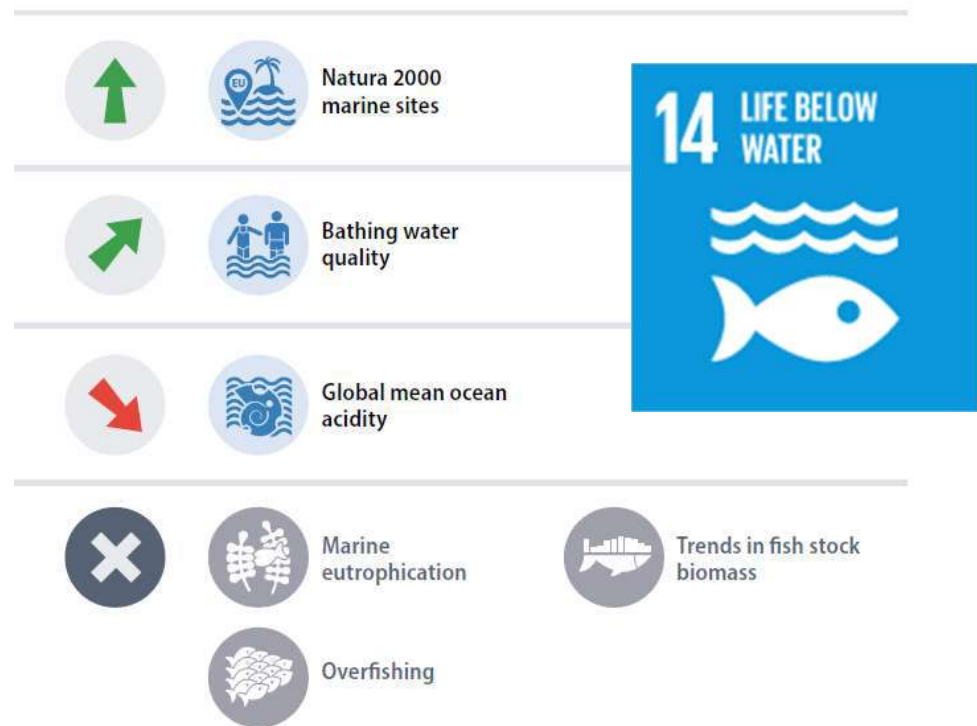 Natura 2000
marine sites
EU
14 LIFE BELOW
WATER
Bathing water
quality
Global mean ocean
acidity
Marine
eutrophication
Trends in fish stock
biomass
Overfishing